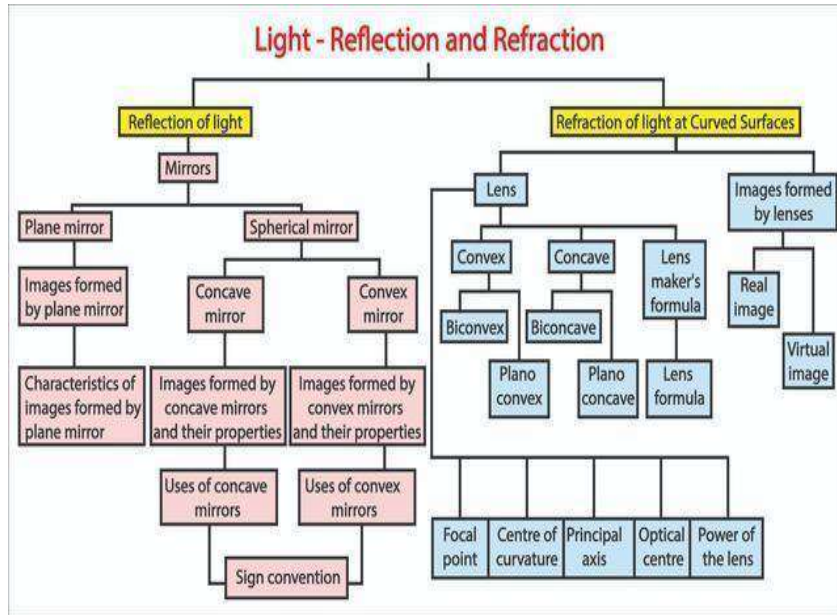 Light - Reflection and Refraction
Reflection of light
Mirrors
Plane mirror
Spherical mirror
Images formed
by plane mirror
Concave
mirror
Convex
mirror
Characteristics of
images formed by
plane mirror
Images formed by
concave mirrors
and their properties
Images formed by
convex mirrors
and their properties
Uses of concave
mirrors
Uses of convex
mirrors
Sign convention
Refraction of light at Curved Surfaces
Lens
Images formed
by lenses
Convex
Concave
Lens
maker's
formula
Real
image
Biconvex
Biconcave
Virtual
image
Plano
convex
Plano
concave
Lens
formula
Focal
point
Centre of
curvature
Principal
axis
Optical
centre
Power of
the lens